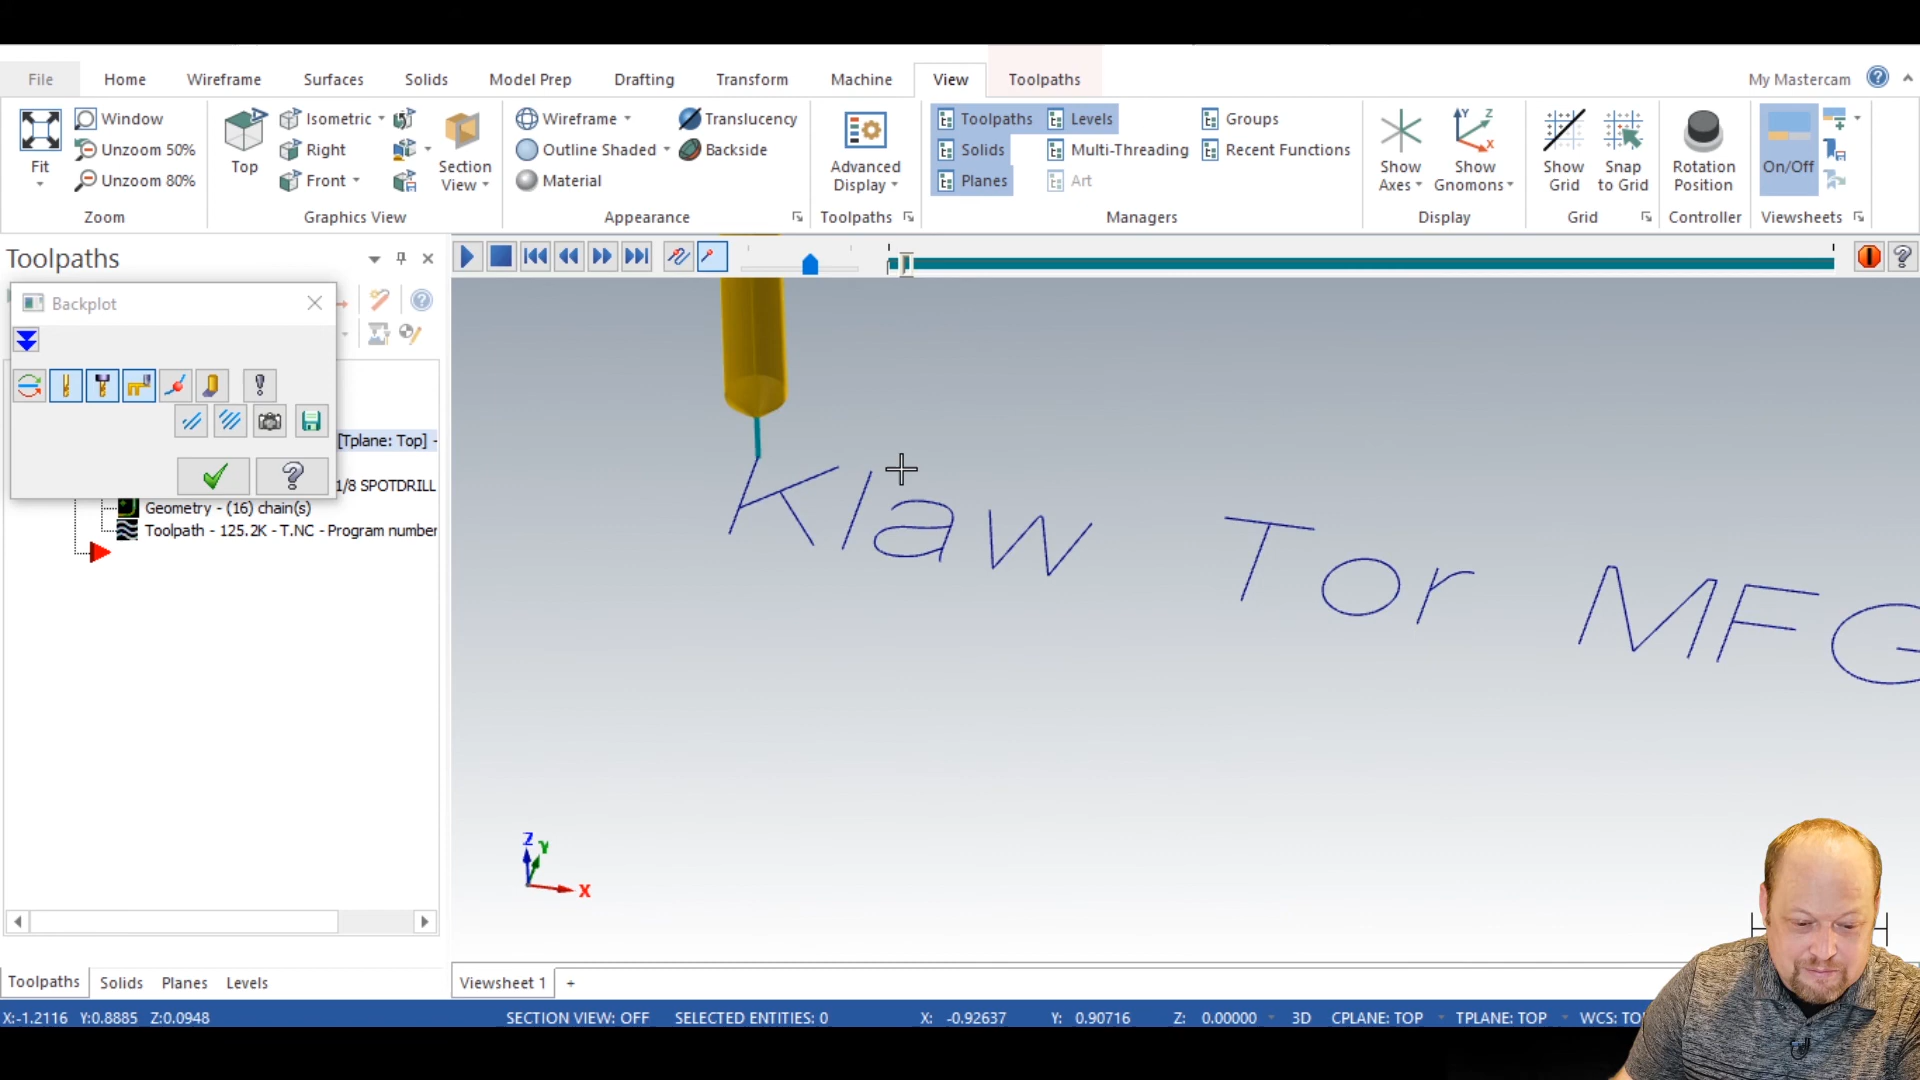 File Home Wireframe Surfaces Solids Model Prep Drafting Transform Machine View Toolpaths My Mastercam
Fit
Window
Unzoom 50%
Unzoom 80%
Zoom
Top
Isometric
Right
Front
Section View
Graphics View
Wireframe
Outline Shaded
Material
Translucency
Backside
Appearance
Advanced Display
Toolpaths
Toolpaths Levels Groups
Solids Multi-Threading Recent Functions
Planes Art
Managers
Show Axes
Show Gnomons
Display
Show Grid
Snap to Grid
Grid
Rotation Position
Controller
On/Off
Viewsheets
Toolpaths
Backplot
[Tplane: Top] -
1/8 SPOTDRILL
Geometry - (16) chain(s)
Toolpath - 125.2K - T.NC - Program number
Klaw Tor MFG
Z
Y
X
Toolpaths Solids Planes Levels
Viewsheet 1 +
X:-1.2116 Y:0.8885 Z:0.0948 SECTION VIEW: OFF SELECTED ENTITIES: 0 X: -0.92637 Y: 0.90716 Z: 0.00000 3D CPLANE: TOP TPLANE: TOP WCS: